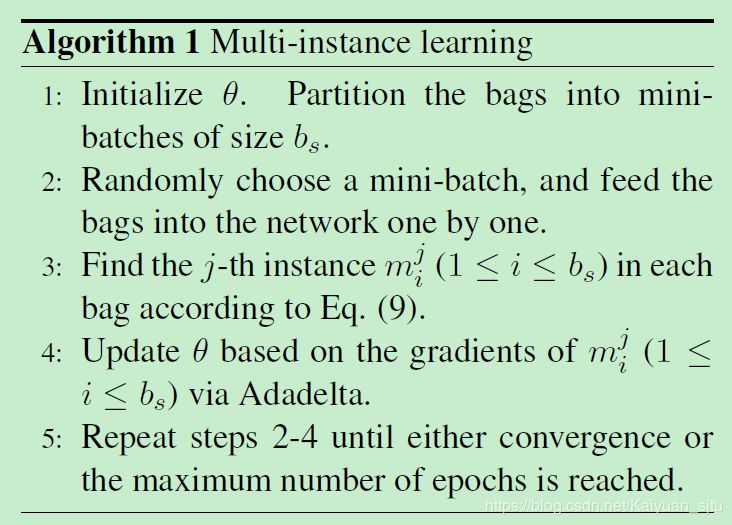 Algorithm 1 Multi-instance learning
1: Initialize θ. Partition the bags into mini-
batches of size b_s.
2: Randomly choose a mini-batch, and feed the
bags into the network one by one.
3: Find the j-th instance m_i^j (1 ≤ i ≤ b_s) in each
bag according to Eq. (9).
4: Update θ based on the gradients of m_i^j (1 ≤
i ≤ b_s) via Adadelta.
5: Repeat steps 2-4 until either convergence or
the maximum number of epochs is reached.
https://blog.csdn.net/Kaiyuan_situ